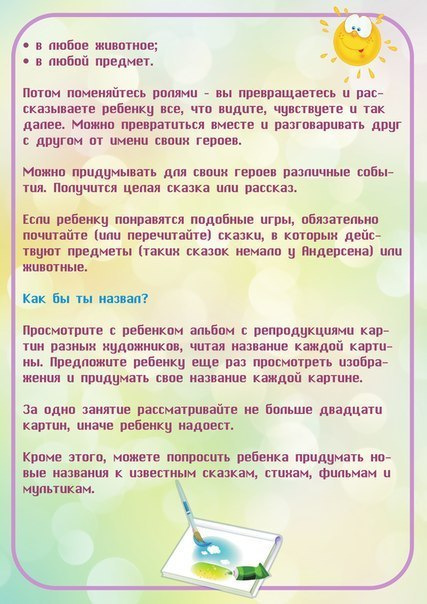 • в любое животное;
• в любой предмет.
Потом поменяйтесь ролями - вы превращаетесь и рас-
сказываете ребенку все, что видите, чувствуете и так
далее. Можно превратиться вместе и разговаривать друг
с другом от имени своих героев.
Можно придумывать для своих героев различные собы-
тия. Получится целая сказка или рассказ.
Если ребенку понравятся подобные игры, обязательно
почитайте (или перечитайте) сказки, в которых дейс-
твуют предметы (таких сказок немало у Андерсена) или
животные.
Как бы ты назвал?
Просмотрите с ребенком альбом с репродукциями кар-
тин разных художников, читая название каждой карти-
ны. Предложите ребенку еще раз просмотреть изобра-
жения и придумать свое название каждой картине.
За одно занятие рассматривайте не больше двадцати
картин, иначе ребенку надоест.
Кроме этого, можете попросить ребенка придумать но-
вые названия к известным сказкам, стихам, фильмам и
мультикам.